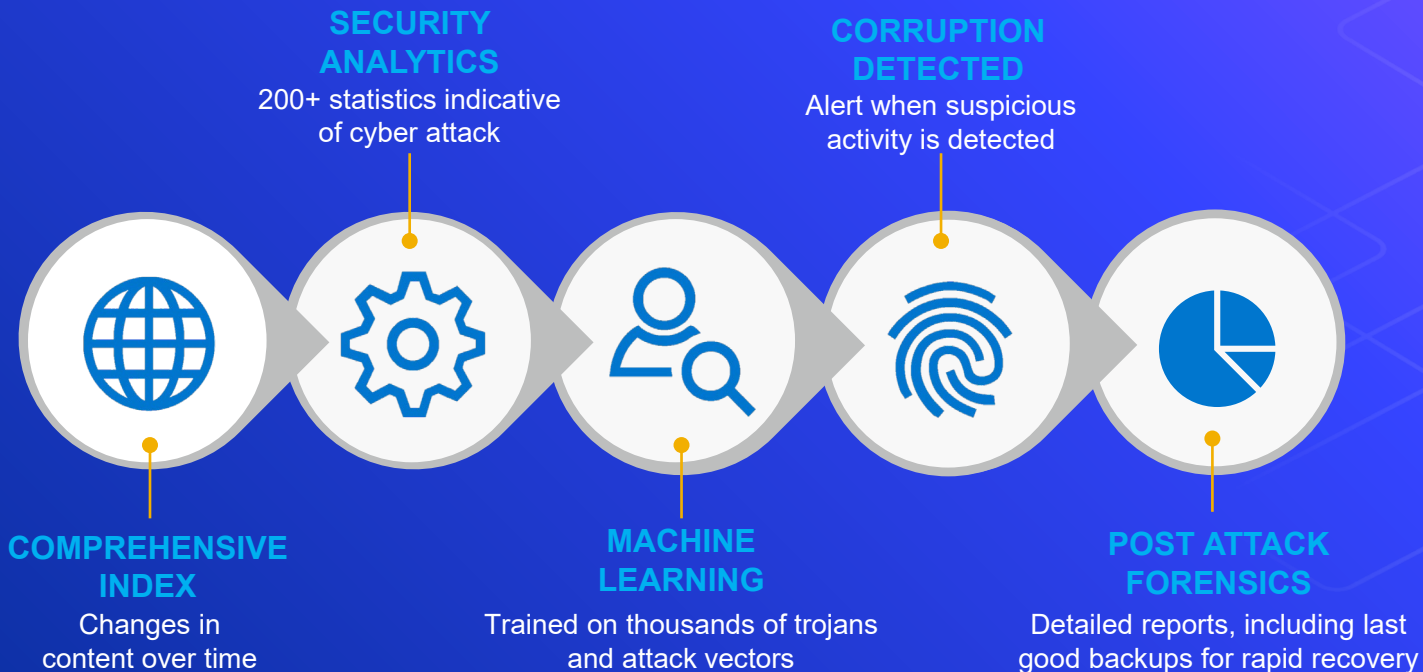 SECURITY
ANALYTICS
200+ statistics indicative
of cyber attack
CORRUPTION
DETECTED
Alert when suspicious
activity is detected
COMPREHENSIVE
INDEX
Changes in
content over time
MACHINE
LEARNING
Trained on thousands of trojans
and attack vectors
POST ATTACK
FORENSICS
Detailed reports, including last
good backups for rapid recovery